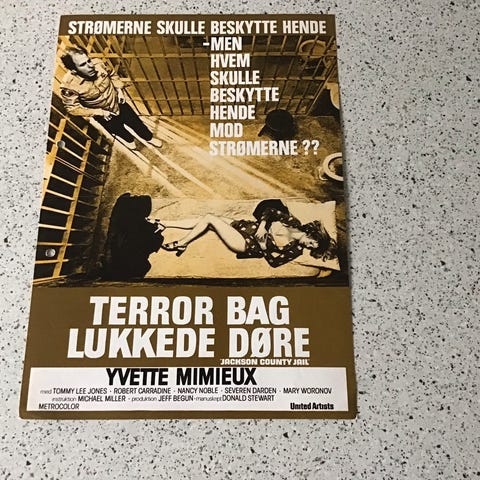 STRØMERNE SKULLE BESKYTTE HENDE
-MEN
HVEM
SKULLE
BESKYTTE
HENDE
MOD
STRØMERNE ??
TERROR BAG
LUKKEDE DØRE
'JACKSON COUNTY JAIL'
YVETTE MIMIEUX
med TOMMY LEE JONES · ROBERT CARRADINE · NANCY NOBLE · SEVEREN DARDEN · MARY WORONOV
instruktion MICHAEL MILLER · produktion JEFF BEGUN · manuskript DONALD STEWART
METROCOLOR
United Artists